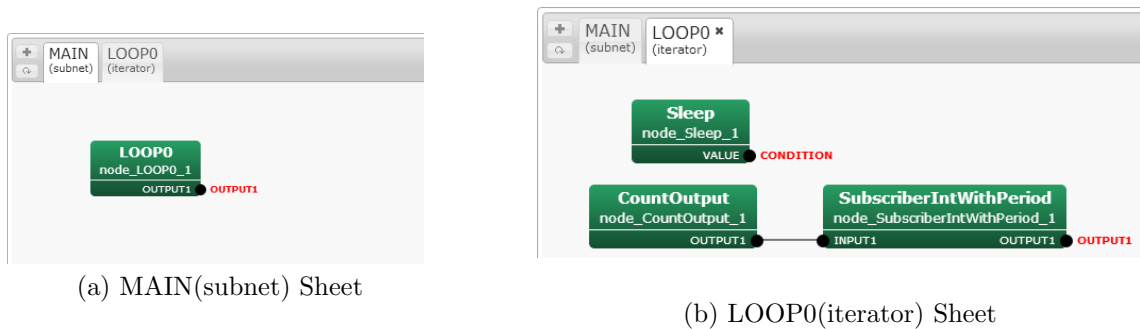 MAIN
(subnet)
LOOP0
(iterator)
LOOP0
node_LOOP0_1
OUTPUT1
OUTPUT1
(a) MAIN(subnet) Sheet
MAIN
(subnet)
LOOP0
(iterator)
Sleep
node_Sleep_1
VALUE
CONDITION
CountOutput
node_CountOutput_1
OUTPUT1
SubscriberIntWithPeriod
node_SubscriberIntWithPeriod_1
INPUT1
OUTPUT1
OUTPUT1
(b) LOOP0(iterator) Sheet